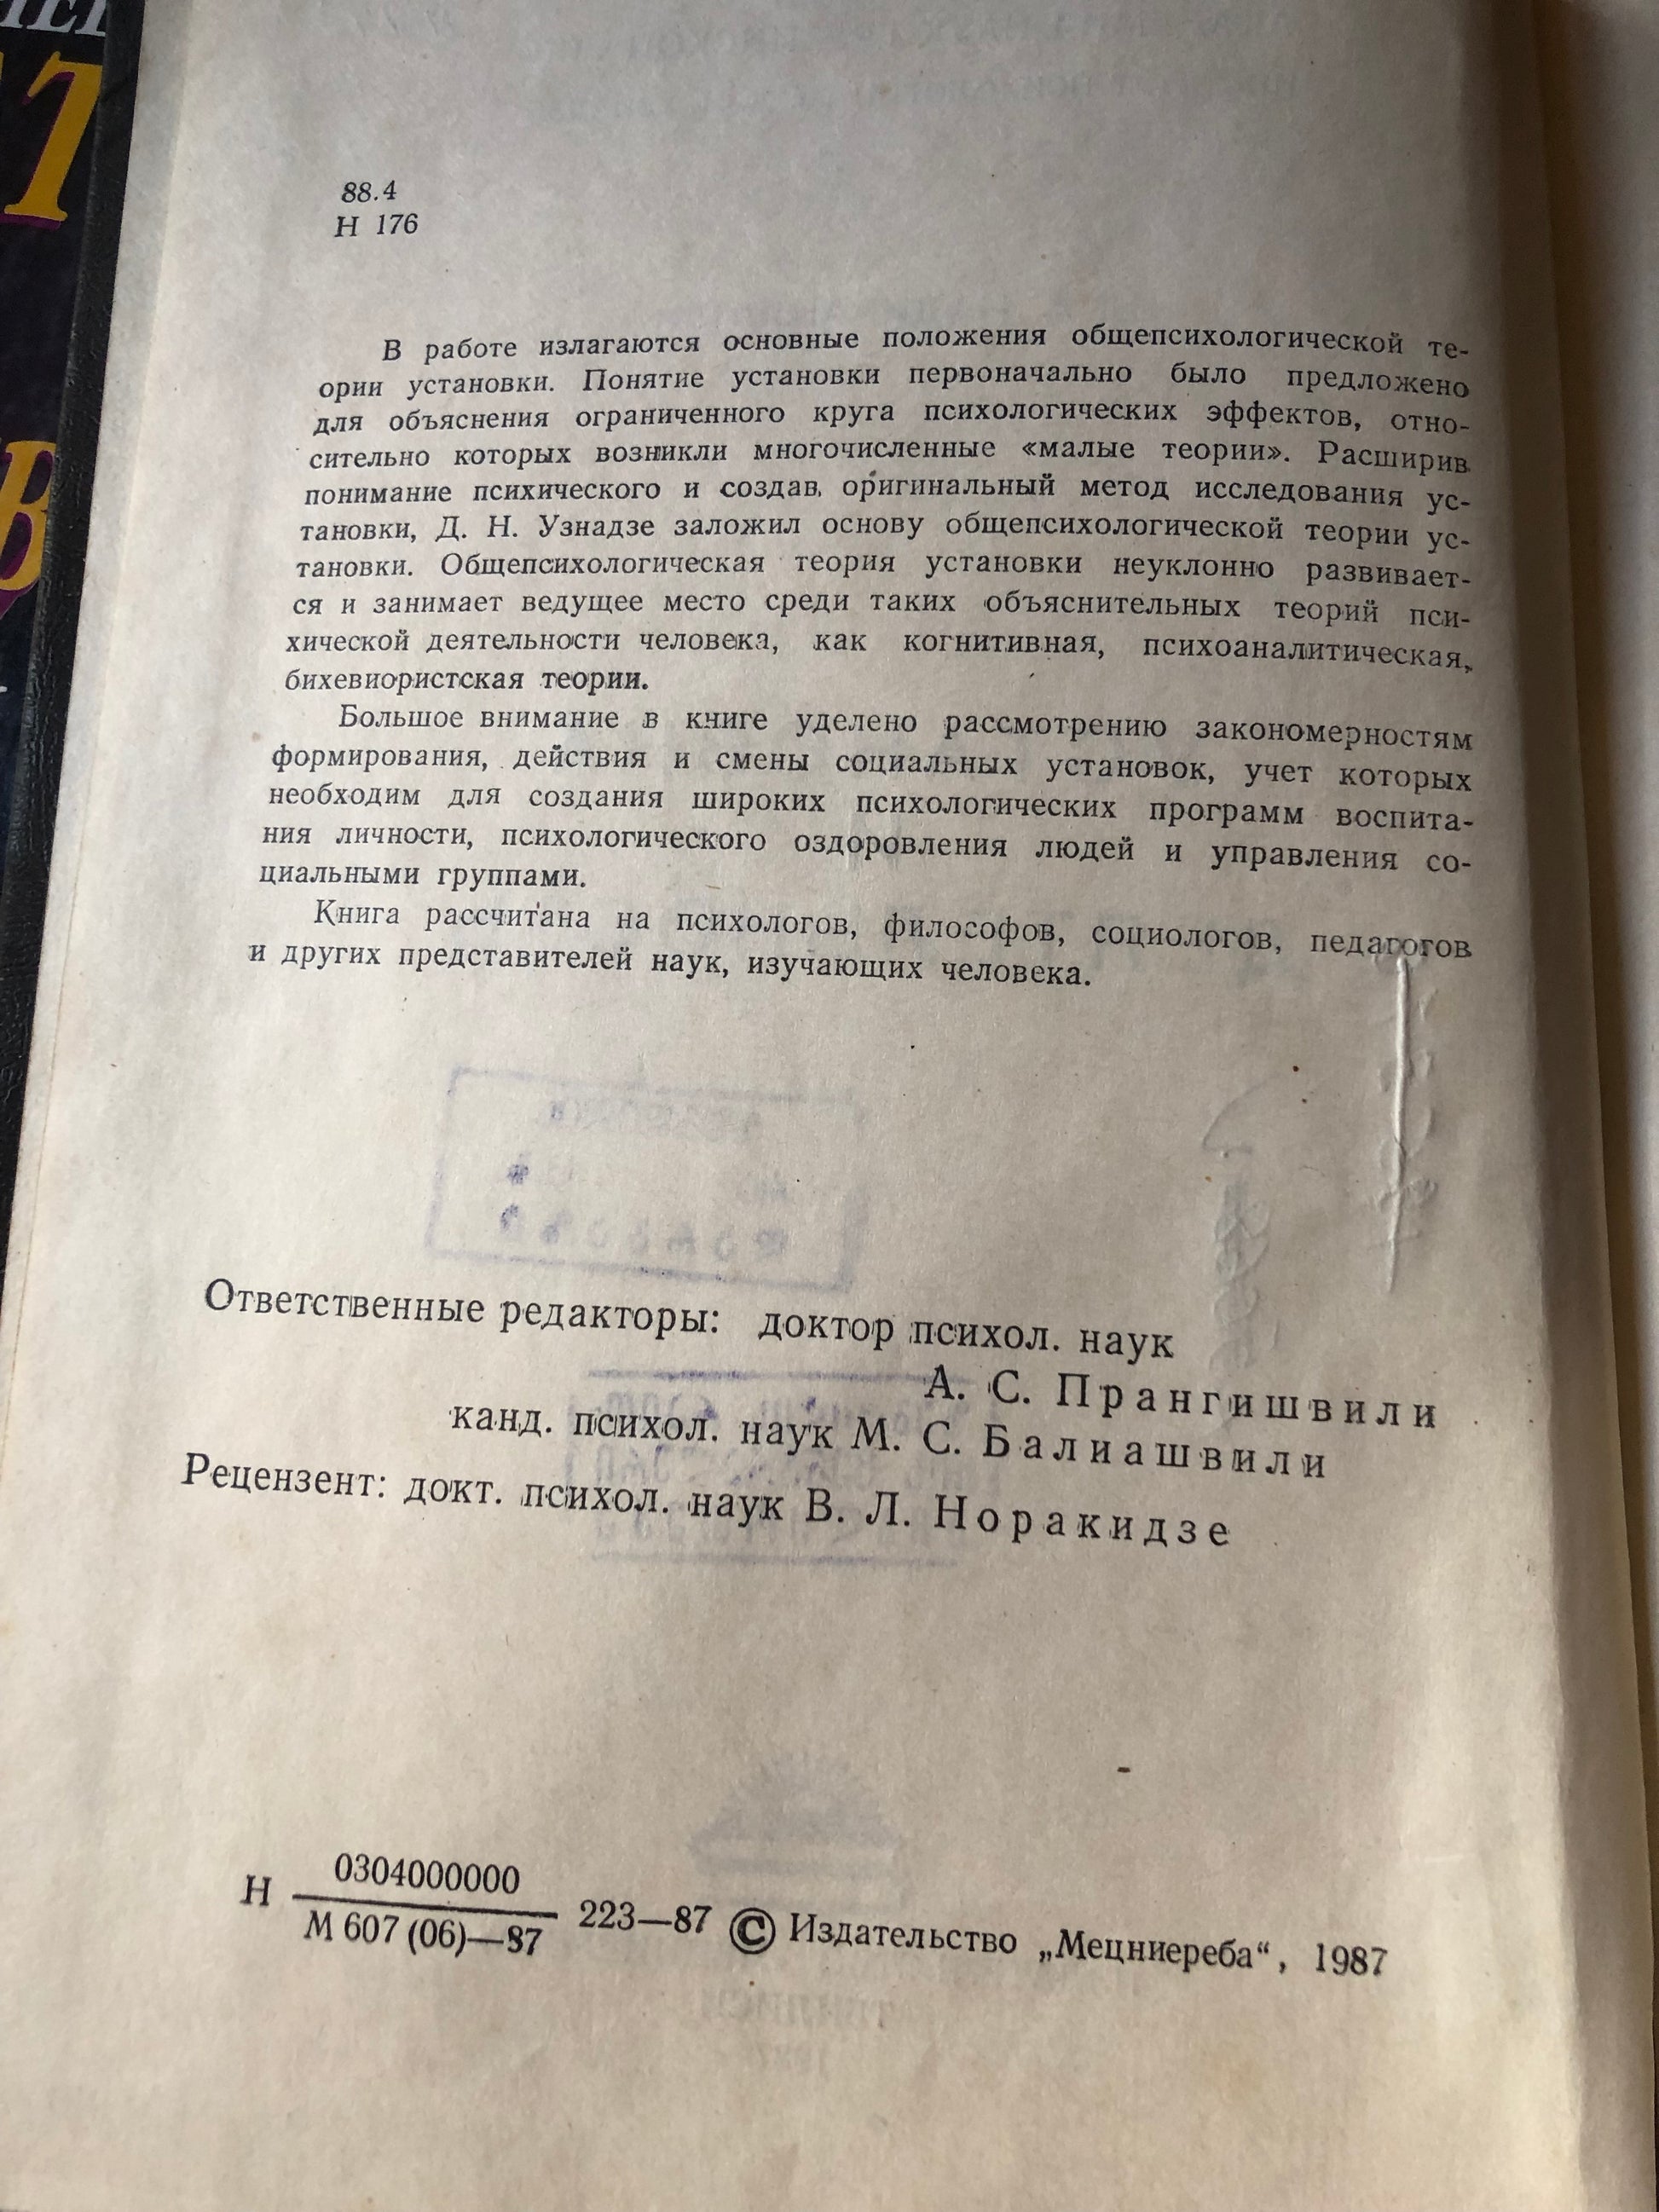 88.4
Н 176
В работе излагаются основные положения общепсихологической те-
ории установки. Понятие установки первоначально было предложено
для объяснения ограниченного круга психологических эффектов, отно-
сительно которых возникли многочисленные «малые теории». Расширив
понимание психического и создав, оригинальный метод исследования ус-
тановки, Д. Н. Узнадзе заложил основу общепсихологической теории ус-
тановки. Общепсихологическая теория установки неуклонно развивает-
ся и занимает ведущее место среди таких объяснительных теорий пси-
хической деятельности человека, как когнитивная, психоаналитическая,
бихевиористская теории.
Большое внимание в книге уделено рассмотрению закономерностям
формирования, действия и смены социальных установок, учет которых
необходим для создания широких психологических программ воспита-
ния личности, психологического оздоровления людей и управления со-
циальными группами.
Книга рассчитана на психологов, философов, социологов, педагогов
и других представителей наук, изучающих человека.
Ответственные редакторы: доктор психол. наук
А. С. Прангишвили
канд. психол. наук М. С. Балиашвили
Рецензент: докт. психол. наук В. Л. Норакидзе
Н 0304000000
М 607 (06)—87 223—87 © Издательство „Мецниереба“, 1987